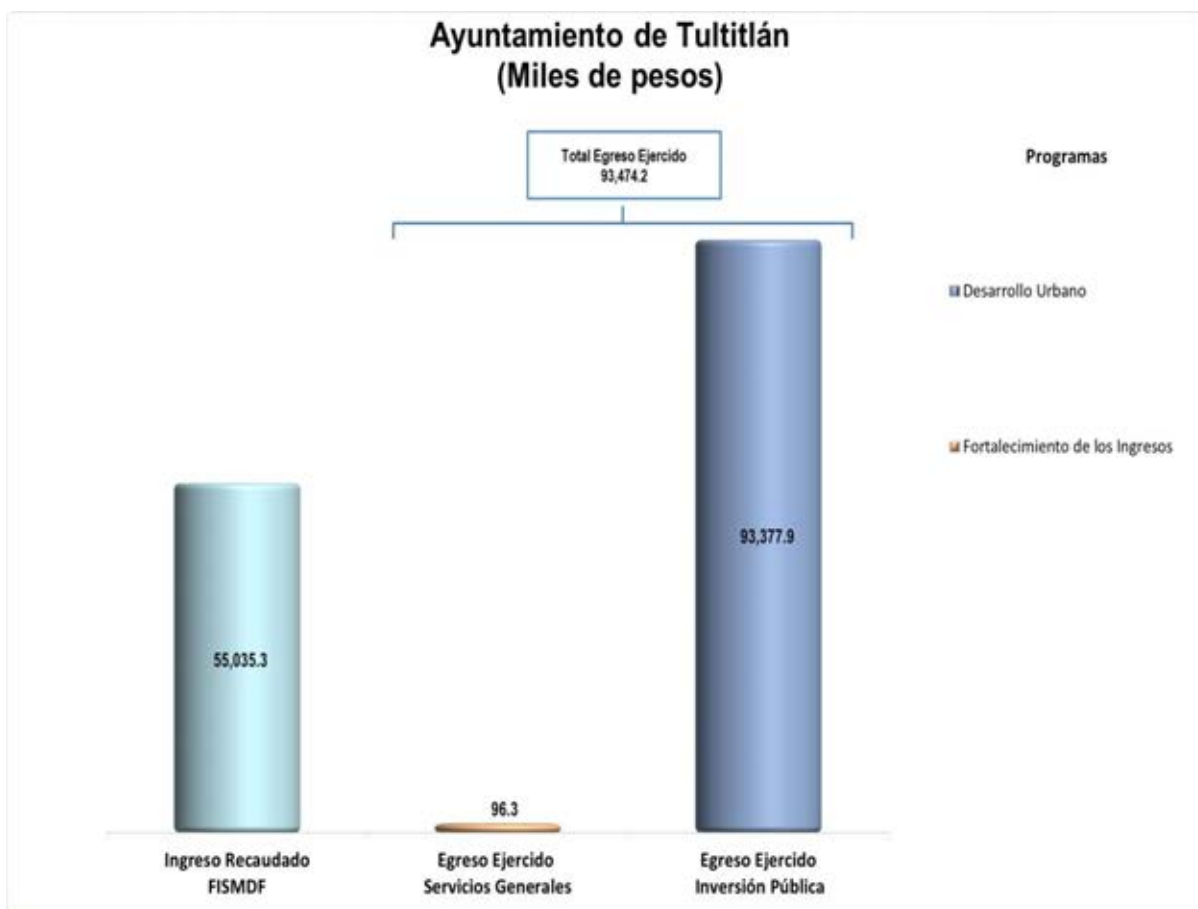 Ayuntamiento de Tultitlán
(Miles de pesos)
Total Egreso Ejercido
93,474.2
Programas
Desarrollo Urbano
Fortalecimiento de los Ingresos
93,377.9
55,035.3
96.3
Ingreso Recaudado
FISMDF
Egreso Ejercido
Servicios Generales
Egreso Ejercido
Inversión Pública